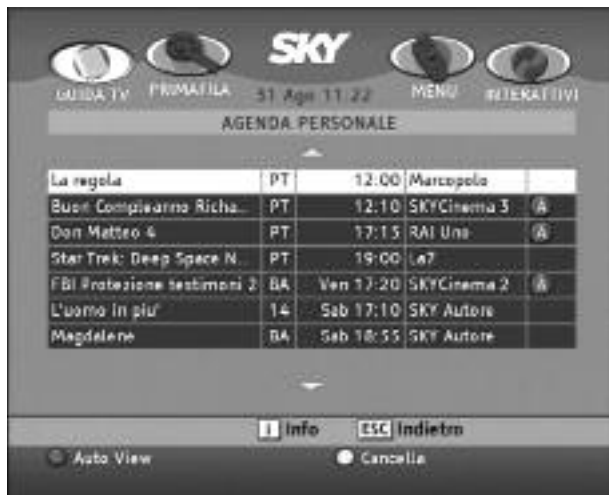 SKY
GUIDA TV PRIMAFILA 31 Ago 11:22 MENU INTERATTIVI
AGENDA PERSONALE
La regola PT 12:00 Marcopolo
Buon Compleanno Richa... PT 12:10 SKYCinema 3 A
Don Matteo 4 PT 17:15 RAI Uno A
Star Trek: Deep Space N... PT 19:00 La7
FBI Protezione testimoni 2 BA Ven 17:20 SKYCinema 2 A
L'uomo in piu' 14 Sab 17:10 SKY Autore
Magdalene BA Sab 18:55 SKY Autore
i Info ESC Indietro
Auto View Cancella